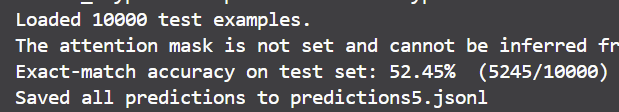 Loaded 10000 test examples.
The attention mask is not set and cannot be inferred fr
Exact-match accuracy on test set: 52.45% (5245/10000)
Saved all predictions to predictions5.jsonl